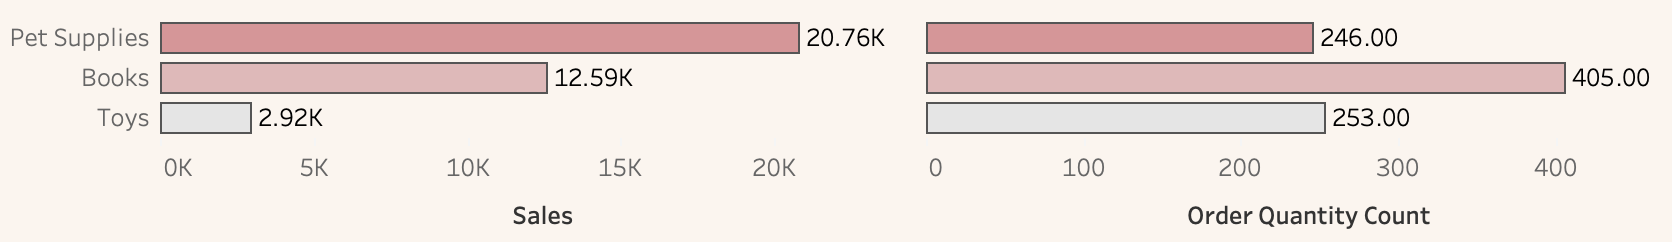 Pet Supplies 20.76K 246.00
Books 12.59K 405.00
Toys 2.92K 253.00
0K 5K 10K 15K 20K 0 100 200 300 400
Sales Order Quantity Count